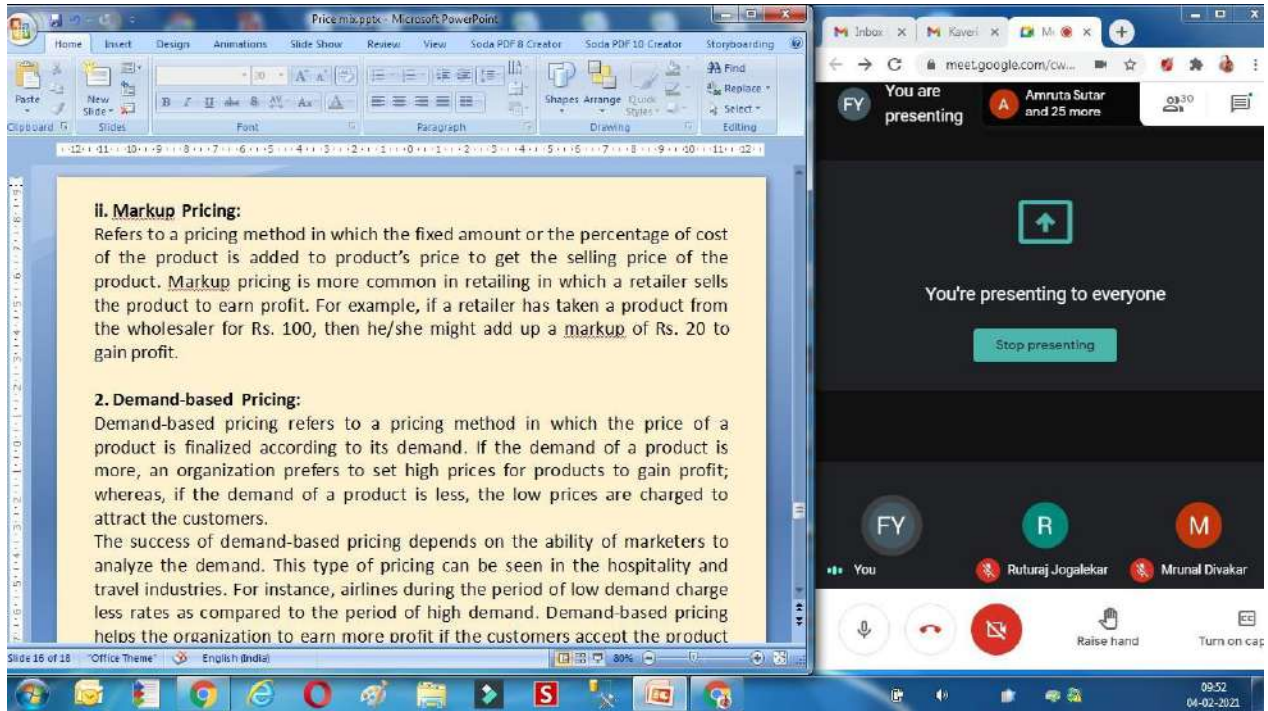 Price mix.pptx - Microsoft PowerPoint
Home Insert Design Animations Slide Show Review View Soda PDF 8 Creator Soda PDF 10 Creator Storyboarding
Paste
New Slide
Shapes Arrange Quick Styles
Find
Replace
Select
Clipboard Slides Font Paragraph Drawing Editing
ii. Markup Pricing:
Refers to a pricing method in which the fixed amount or the percentage of cost
of the product is added to product's price to get the selling price of the
product. Markup pricing is more common in retailing in which a retailer sells
the product to earn profit. For example, if a retailer has taken a product from
the wholesaler for Rs. 100, then he/she might add up a markup of Rs. 20 to
gain profit.
2. Demand-based Pricing:
Demand-based pricing refers to a pricing method in which the price of a
product is finalized according to its demand. If the demand of a product is
more, an organization prefers to set high prices for products to gain profit;
whereas, if the demand of a product is less, the low prices are charged to
attract the customers.
The success of demand-based pricing depends on the ability of marketers to
analyze the demand. This type of pricing can be seen in the hospitality and
travel industries. For instance, airlines during the period of low demand charge
less rates as compared to the period of high demand. Demand-based pricing
helps the organization to earn more profit if the customers accept the product
Slide 16 of 18 "Office Theme" English (India) 80%
Inbox Kaveri
meet.google.com/cw...
FY You are presenting
A Amruta Sutar and 25 more
30
You're presenting to everyone
Stop presenting
FY R M
You Ruturaj Jogalekar Mrunal Divakar
Raise hand
Turn on cap
09:52
04-02-2021